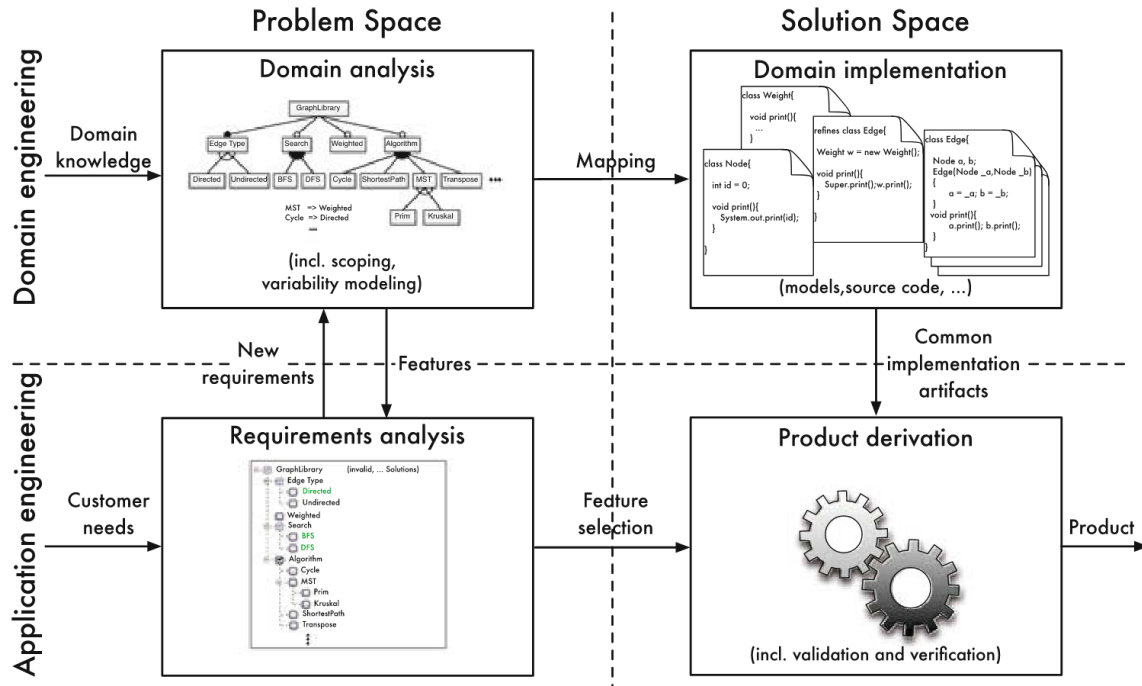 Problem Space
Solution Space
Domain engineering
Application engineering
Domain
knowledge
Domain analysis
GraphLibrary
Edge Type
Search
Weighted
Algorithm
Directed
Undirected
BFS
DFS
Cycle
ShortestPath
MST
Transpose
MST => Weighted
Cycle => Directed
Prim
Kruskal
(incl. scoping,
variability modeling)
Mapping
Domain implementation
class Weight{
void print(){
...
}
refines class Edge{
Weight w = new Weight();
void print(){
Super.print();w.print();
}
}
class Node{
int id = 0;
void print(){
System.out.print(id);
}
}
class Edge{
Node a, b;
Edge(Node _a,Node _b)
{
a = _a; b = _b;
}
void print(){
a.print(); b.print();
}
}
(models,source code, ...)
New
requirements
Features
Common
implementation
artifacts
Customer
needs
Requirements analysis
GraphLibrary (invalid, ... Solutions)
Edge Type
Directed
Undirected
Weighted
Search
BFS
DFS
Algorithm
Cycle
MST
Prim
Kruskal
ShortestPath
Transpose
Feature
selection
Product derivation
(incl. validation and verification)
Product